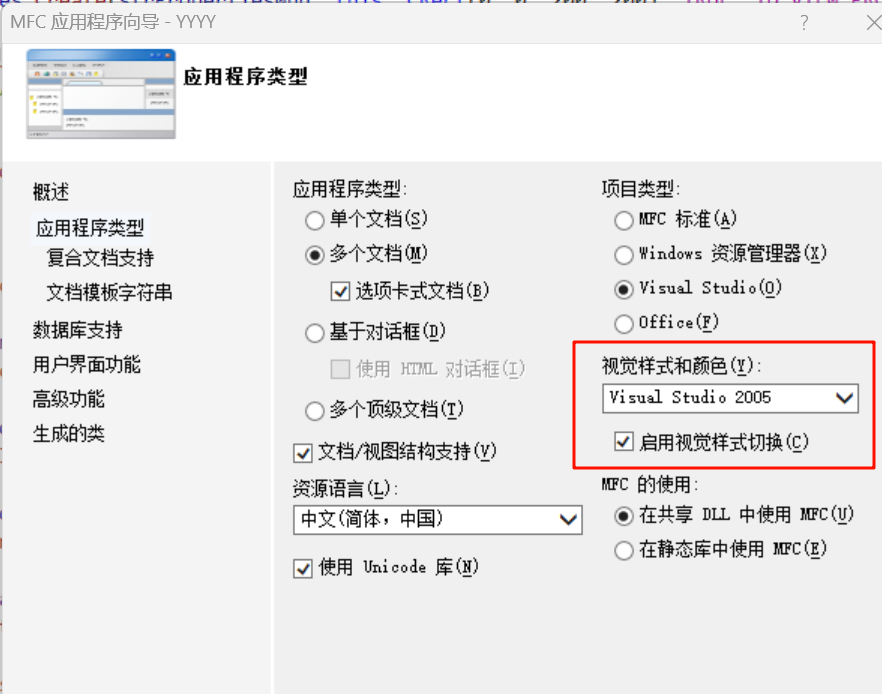 MFC 应用程序向导 - YYYY
应用程序类型
概述
应用程序类型
复合文档支持
文档模板字符串
数据库支持
用户界面功能
高级功能
生成的类
应用程序类型:
单个文档(S)
多个文档(M)
选项卡式文档(B)
基于对话框(D)
使用 HTML 对话框(I)
多个顶级文档(T)
文档/视图结构支持(V)
资源语言(L):
中文(简体，中国)
使用 Unicode 库(N)
项目类型:
MFC 标准(A)
Windows 资源管理器(X)
Visual Studio(O)
Office(F)
视觉样式和颜色(Y):
Visual Studio 2005
启用视觉样式切换(C)
MFC 的使用:
在共享 DLL 中使用 MFC(U)
在静态库中使用 MFC(E)